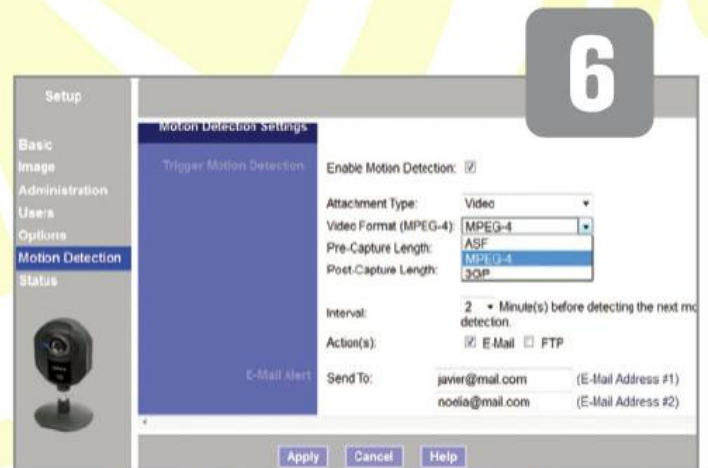 6
Setup
Basic
Image
Administration
Users
Options
Motion Detection
Status
Motion Detection Settings
Trigger Motion Detection
Enable Motion Detection:
Attachment Type: Video
Video Format (MPEG-4): MPEG-4
ASF
MPEG-4
3GP
Pre-Capture Length:
Post-Capture Length:
Interval: 2 Minute(s) before detecting the next mo
detection.
Action(s): E-Mail FTP
E-Mail Alert
Send To: javier@mail.com (E-Mail Address #1)
noelia@mail.com (E-Mail Address #2)
Apply Cancel Help